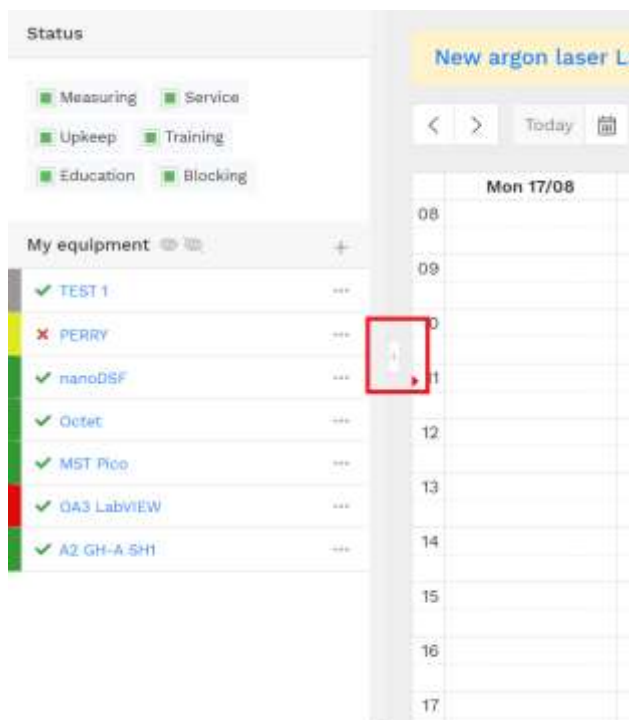 Status
Measuring Service
Upkeep Training
Education Blocking
My equipment
TEST 1
PERRY
nanoDSF
Octet
MST Pico
OA3 LabVIEW
A2 GH-A SH1
New argon laser L
Today
Mon 17/08
08
09
10
11
12
13
14
15
16
17